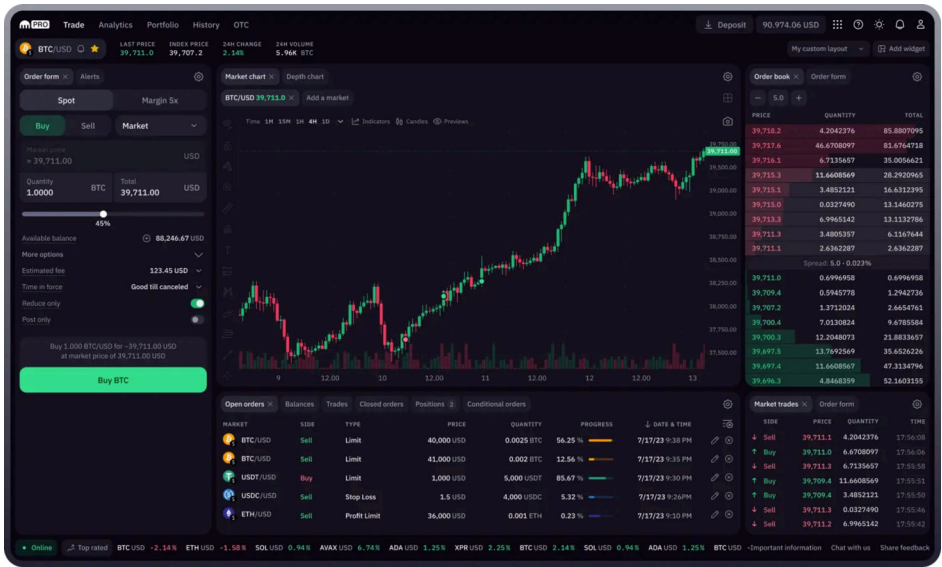 PRO Trade Analytics Portfolio History OTC Deposit 90.974.06 USD
BTC/USD
LAST PRICE INDEX PRICE 24H CHANGE 24H VOLUME
39,711.0 39,707.2 2.14% 5.96K BTC
My custom layout Add widget
Order form Alerts
Spot Margin 5x
Buy Sell Market
Market price
≈ 39,711.00 USD
Quantity Total
1.0000 BTC 39,711.00 USD
45%
Available balance 88,246.67 USD
More options
Estimated fee 123.45 USD
Time in force Good till canceled
Reduce only
Post only
Buy 1.000 BTC/USD for ~39,711.00 USD
at market price of 39,711.00 USD
Buy BTC
Market chart Depth chart
BTC/USD 39,711.0 Add a market
Time 1M 15M 1H 4H 1D Indicators Candles Previews
39,750.00
39,711.00
39,500.00
39,000.00
39,000.00
38,750.00
38,500.00
38,250.00
38,000.00
37,750.00
37,500.00
9 12.00 10 12.00 11 12.00 12 12.00 13
Order book Order form
5.0
PRICE QUANTITY TOTAL
39,718.2 4.2042376 85.8807095
39,717.6 46.6708097 81.6764718
39,716.1 6.7135657 35.0056621
39,715.3 11.6608569 28.2920965
39,715.1 3.4852121 16.6312395
39,715.0 0.0327490 13.1460275
39,713.3 6.9965142 13.1132786
39,711.3 3.4805357 6.1167644
39,711.1 2.6362287 2.6362287
Spread: 5.0 · 0.023%
39,711.0 0.6996958 0.6996958
39,709.4 0.5945778 1.2942736
39,707.2 1.3712024 2.6654761
39,700.4 7.0130824 9.6785584
39,700.3 12.2048073 21.8833657
39,697.5 13.7692569 35.6526226
39,697.4 11.6608567 47.3134796
39,696.3 4.8468359 52.1603155
Open orders Balances Trades Closed orders Positions 2 Conditional orders
MARKET SIDE TYPE PRICE QUANTITY PROGRESS DATE & TIME
BTC/USD Sell Limit 40,000 USD 0.0025 BTC 56.25 % 7/17/23 9:38 PM
BTC/USD Sell Limit 41,000 USD 0.002 BTC 12.56 % 7/17/23 9:35 PM
USDT/USD Buy Limit 1,000 USD 5,000 USDT 85.67 % 7/17/23 9:30 PM
USDC/USD Sell Stop Loss 1.5 USD 4,000 USDC 5.32 % 7/17/23 9:26PM
ETH/USD Sell Profit Limit 36,000 USD 0.001 ETH 0.23 % 7/17/23 9:10 PM
Market trades Order form
SIDE PRICE QUANTITY TIME
Sell 39,711.1 4.2042376 17:56:08
Buy 39,711.0 6.6708097 17:56:06
Sell 39,711.3 6.7135657 17:55:58
Buy 39,709.4 11.6608569 17:55:51
Buy 39,709.4 3.4852121 17:55:50
Sell 39,711.3 0.0327490 17:55:46
Sell 39,711.2 6.9965142 17:55:42
Online Top rated BTC USD -2.14% ETH USD -1.58% SOL USD 0.94% AVAX USD 6.74% ADA USD 1.25% XPR USD 2.25% BTC USD 2.14% SOL USD 0.94% ADA USD 1.25% BTC USD -Important information Chat with us Share feedback